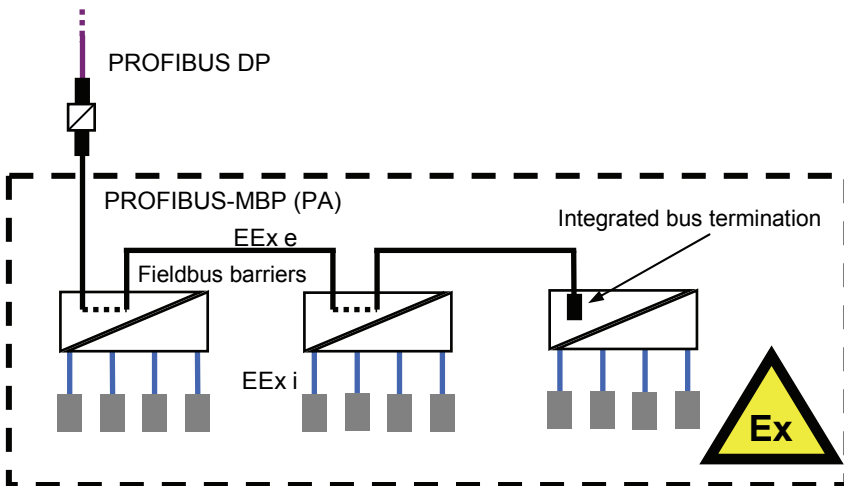 PROFIBUS DP
PROFIBUS-MBP (PA)
Integrated bus termination
EEx e
Fieldbus barriers
EEx i
Ex